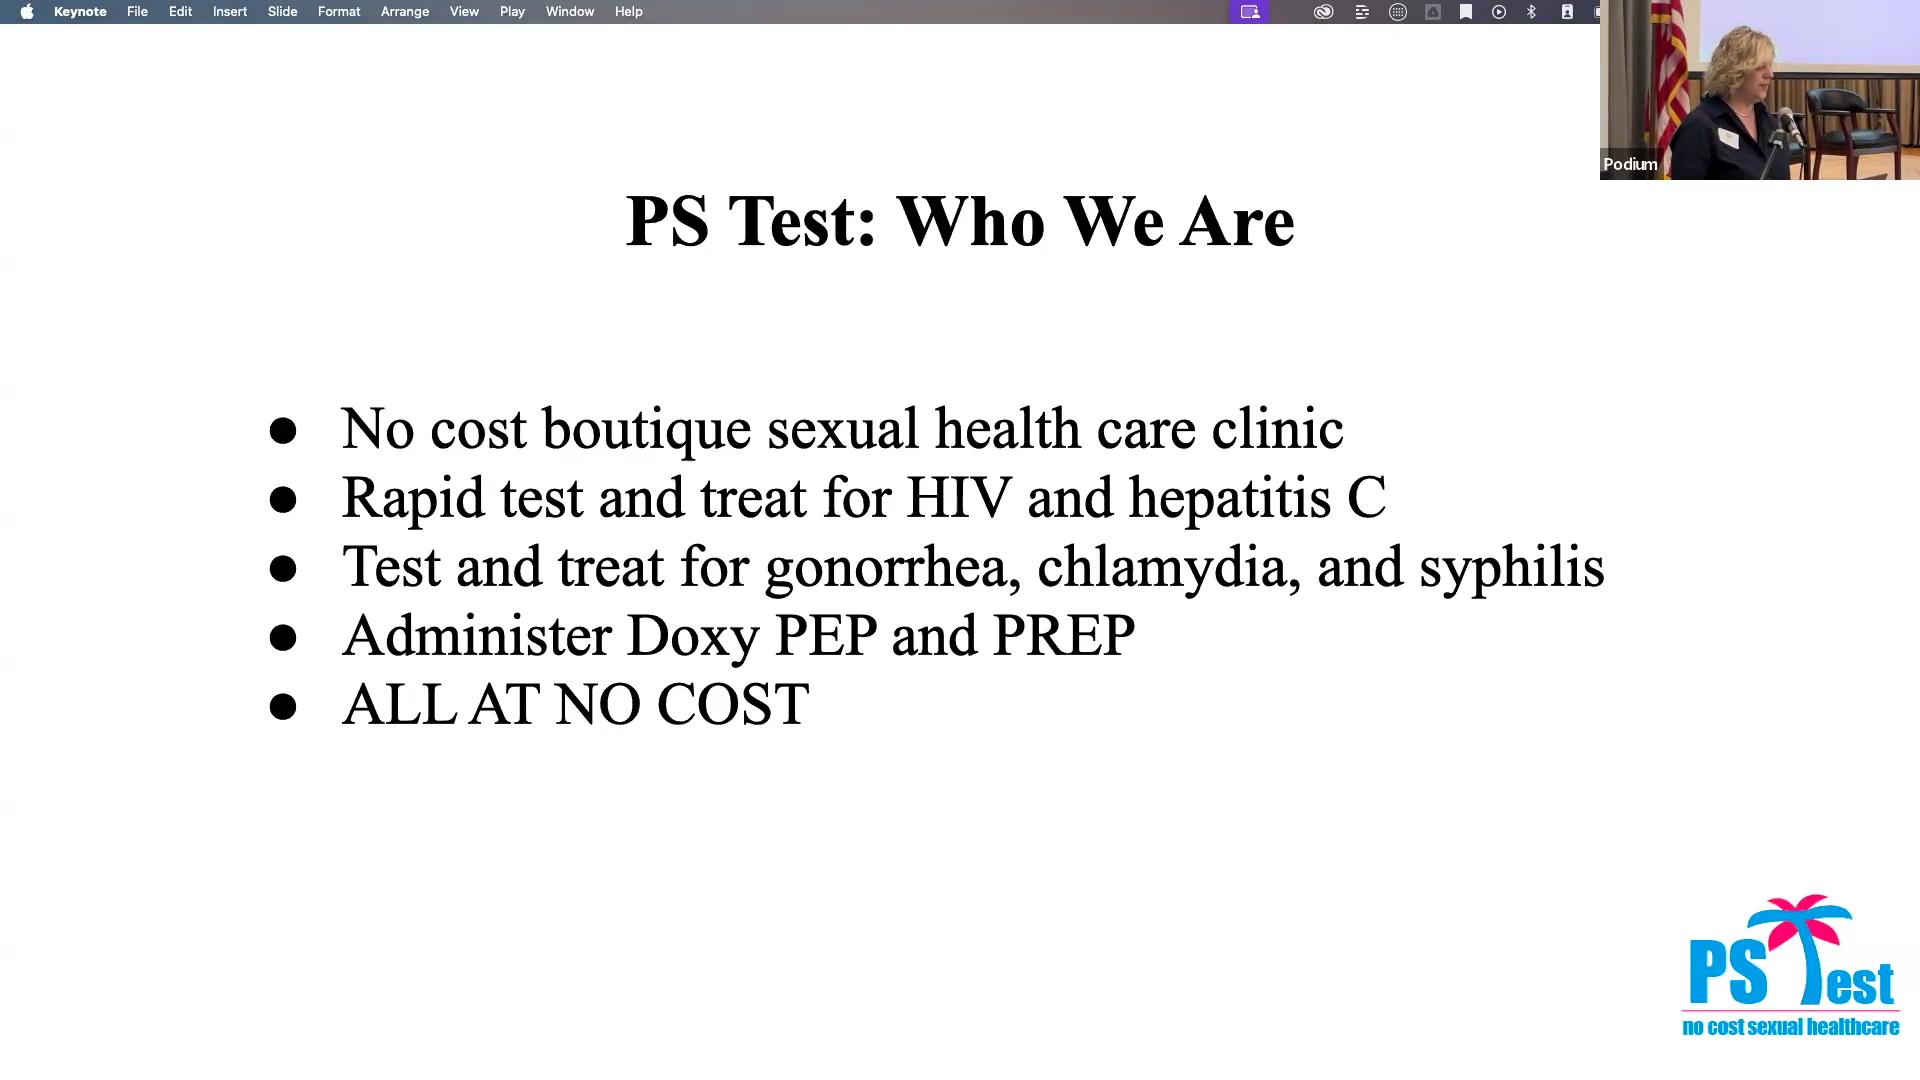 Keynote File Edit Insert Slide Format Arrange View Play Window Help
Podium
PS Test: Who We Are
● No cost boutique sexual health care clinic
● Rapid test and treat for HIV and hepatitis C
● Test and treat for gonorrhea, chlamydia, and syphilis
● Administer Doxy PEP and PREP
● ALL AT NO COST
PS Test
no cost sexual healthcare